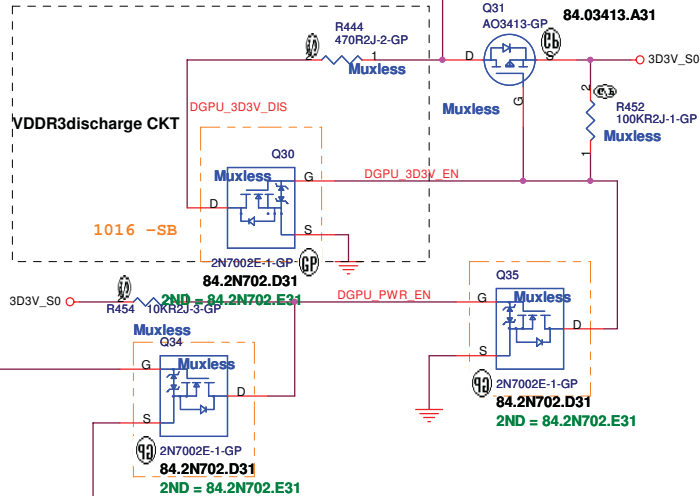 Q31
AO3413-GP
84.03413.A31
R444
470R2J-2-GP
2
1
Muxless
D
S
3D3V_S0
G
Muxless
2
R452
100KR2J-1-GP
Muxless
1
DGPU_3D3V_DIS
VDDR3discharge CKT
Q30
Muxless
G
DGPU_3D3V_EN
D
S
1016 -SB
2N7002E-1-GP
GP
84.2N702.D31
2ND = 84.2N702.E31
3D3V_S0
R454
10KR2J-3-GP
Muxless
DGPU_PWR_EN
Q35
G
Muxless
D
S
2N7002E-1-GP
84.2N702.D31
2ND = 84.2N702.E31
Q34
G
Muxless
D
S
2N7002E-1-GP
84.2N702.D31
2ND = 84.2N702.E31